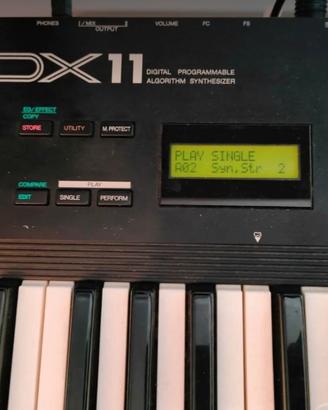 PHONES L/MIX R VOLUME FC FS
OUTPUT
DX11 DIGITAL PROGRAMMABLE
ALGORITHM SYNTHESIZER
EG/EFFECT
COPY
STORE UTILITY M.PROTECT
PLAY SINGLE
A02 Syn.Str 2
COMPARE PLAY
EDIT SINGLE PERFORM